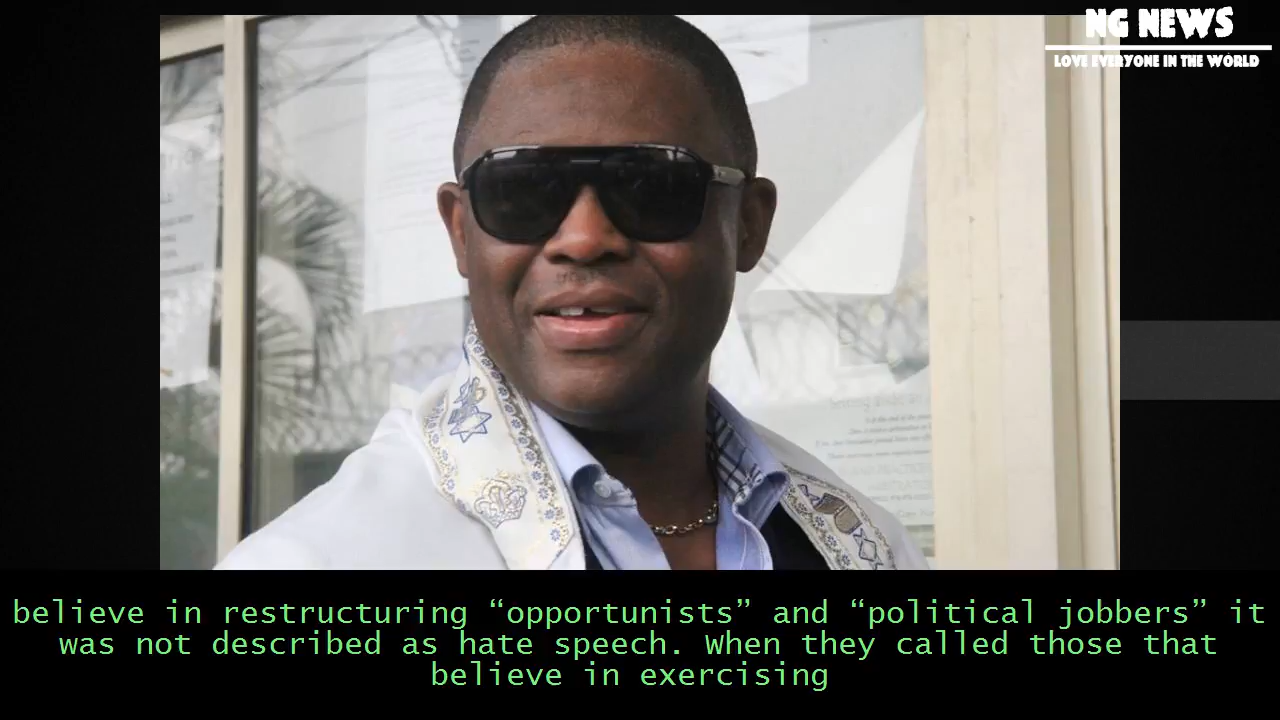 NG NEWS
LOVE EVERYONE IN THE WORLD
believe in restructuring “opportunists” and “political jobbers” it
was not described as hate speech. When they called those that
believe in exercising